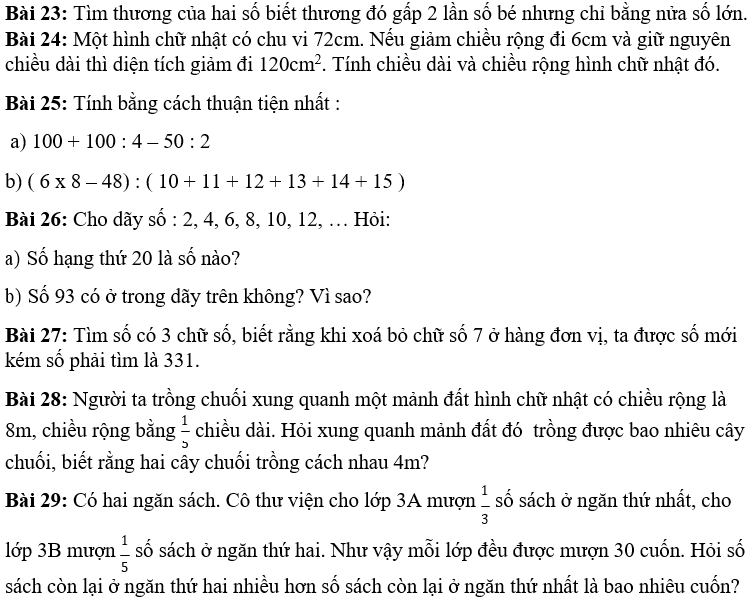 Bài 23: Tìm thương của hai số biết thương đó gấp 2 lần số bé nhưng chỉ bằng nửa số lớn.
Bài 24: Một hình chữ nhật có chu vi 72cm. Nếu giảm chiều rộng đi 6cm và giữ nguyên
chiều dài thì diện tích giảm đi 120cm². Tính chiều dài và chiều rộng hình chữ nhật đó.
Bài 25: Tính bằng cách thuận tiện nhất :
a) 100 + 100 : 4 – 50 : 2
b) ( 6 x 8 – 48) : ( 10 + 11 + 12 + 13 + 14 + 15 )
Bài 26: Cho dãy số : 2, 4, 6, 8, 10, 12, … Hỏi:
a) Số hạng thứ 20 là số nào?
b) Số 93 có ở trong dãy trên không? Vì sao?
Bài 27: Tìm số có 3 chữ số, biết rằng khi xoá bỏ chữ số 7 ở hàng đơn vị, ta được số mới
kém số phải tìm là 331.
Bài 28: Người ta trồng chuối xung quanh một mảnh đất hình chữ nhật có chiều rộng là
8m, chiều rộng bằng 1/5 chiều dài. Hỏi xung quanh mảnh đất đó trồng được bao nhiêu cây
chuối, biết rằng hai cây chuối trồng cách nhau 4m?
Bài 29: Có hai ngăn sách. Cô thư viện cho lớp 3A mượn 1/3 số sách ở ngăn thứ nhất, cho
lớp 3B mượn 1/5 số sách ở ngăn thứ hai. Như vậy mỗi lớp đều được mượn 30 cuốn. Hỏi số
sách còn lại ở ngăn thứ hai nhiều hơn số sách còn lại ở ngăn thứ nhất là bao nhiêu cuốn?